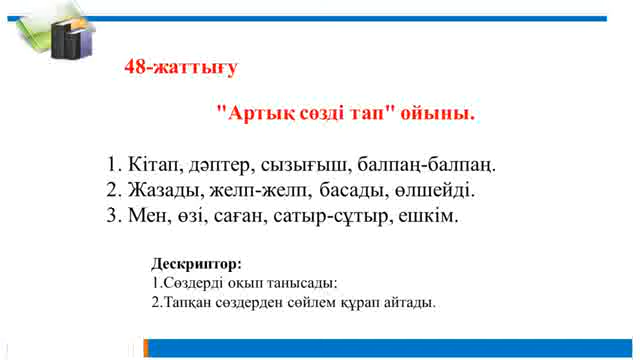 48-жаттығу
"Артық сөзді тап" ойыны.
1. Кітап, дәптер, сызығыш, балпаң-балпаң.
2. Жазады, желп-желп, басады, өлшейді.
3. Мен, өзі, саған, сатыр-сұтыр, ешкім.
Дескриптор:
1.Сөздерді окып танысады;
2.Тапқан сөздерден сөйлем құрап айтады.